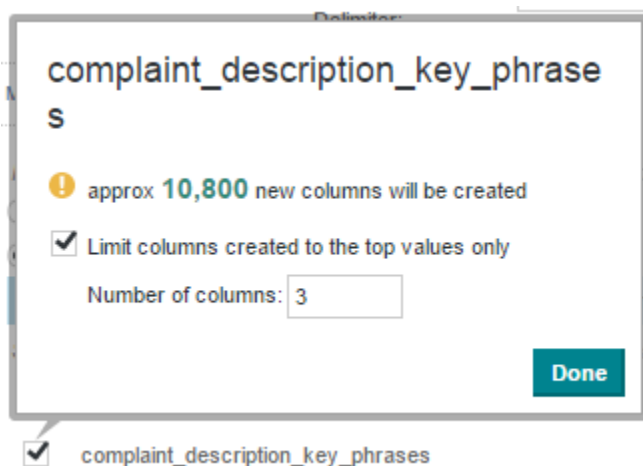 Delimiter:
complaint_description_key_phrase
s
approx 10,800 new columns will be created
Limit columns created to the top values only
Number of columns: 3
Done
complaint_description_key_phrases